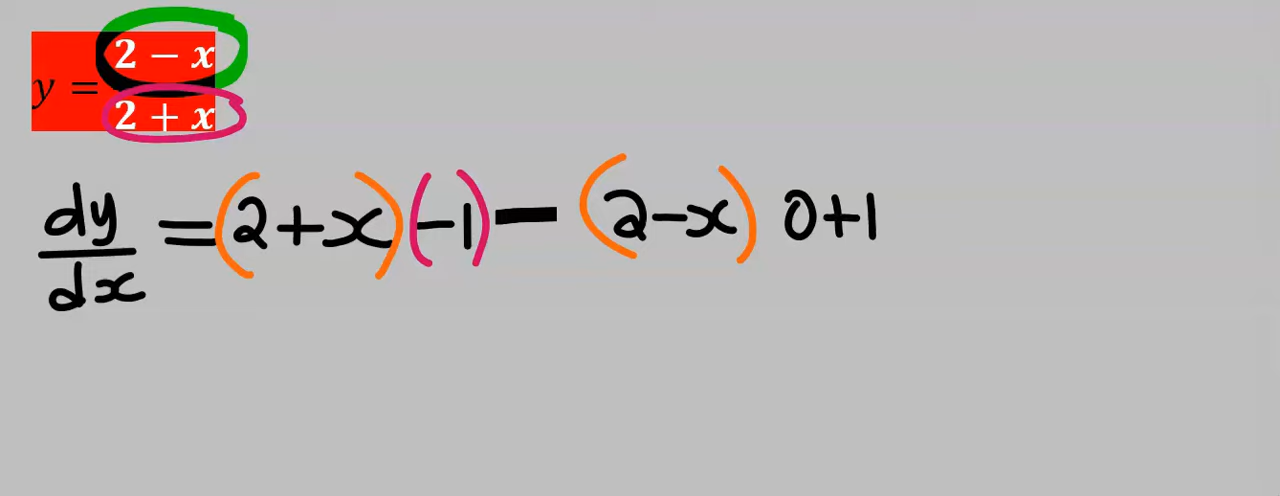 y = (2 − x)/(2 + x)
dy/dx = (2+x)(-1) - (2-x) 0+1